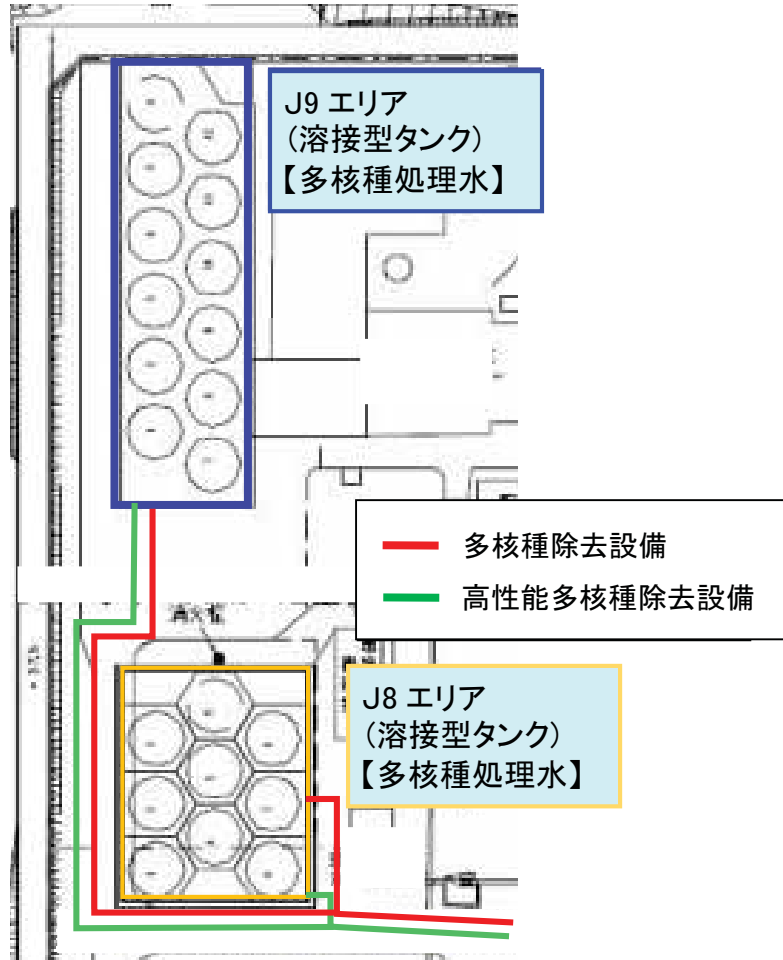 J9 エリア
(溶接型タンク)
【多核種処理水】
多核種除去設備
高性能多核種除去設備
J8 エリア
(溶接型タンク)
【多核種処理水】